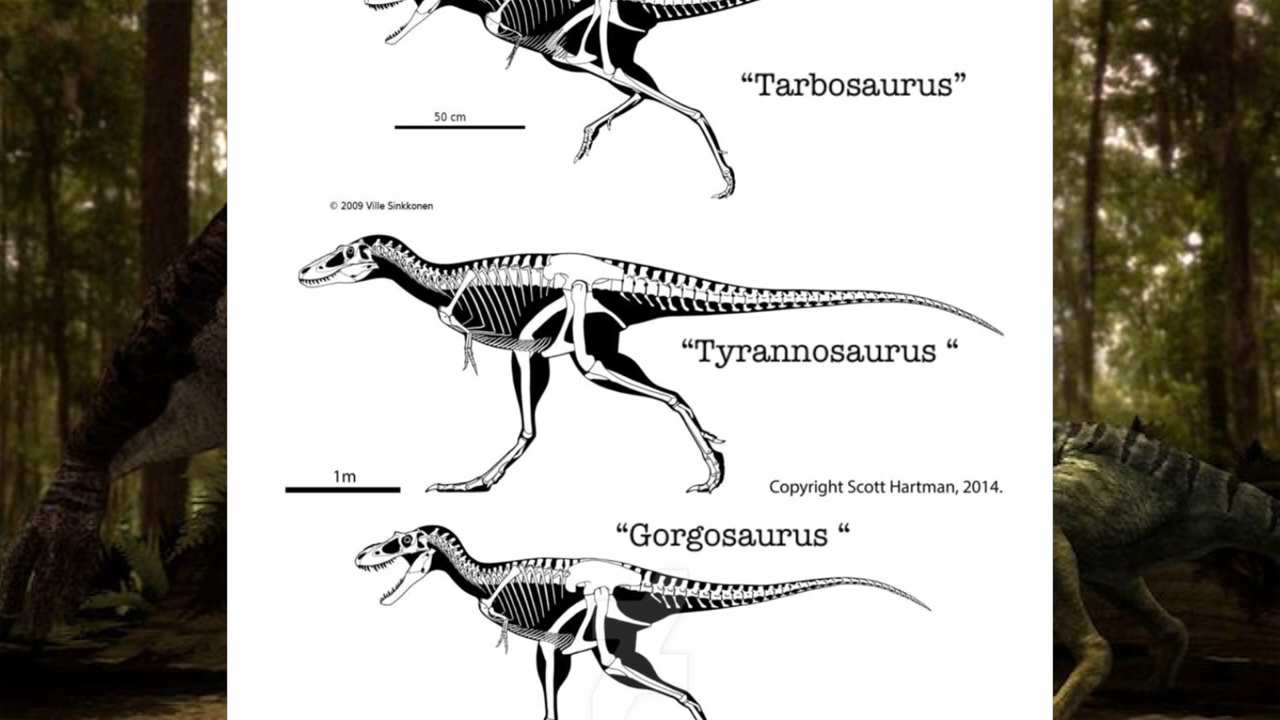 “Tarbosaurus”
50 cm
© 2009 Ville Sinkkonen
“Tyrannosaurus “
1m
Copyright Scott Hartman, 2014.
“Gorgosaurus “